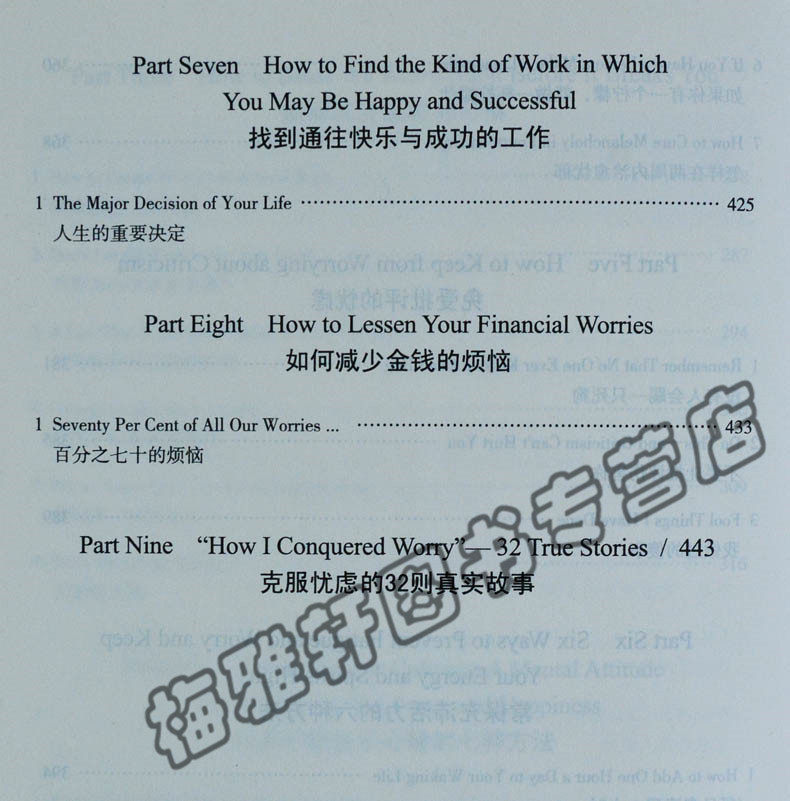 Part Seven How to Find the Kind of Work in Which
You May Be Happy and Successful
找到通往快乐与成功的工作
1 The Major Decision of Your Life ································ 425
人生的重要决定
Part Eight How to Lessen Your Financial Worries
如何减少金钱的烦恼
1 Seventy Per Cent of All Our Worries ... ································ 433
百分之七十的烦恼
Part Nine “How I Conquered Worry”— 32 True Stories / 443
克服忧虑的32则真实故事
梅雅轩图书专营店